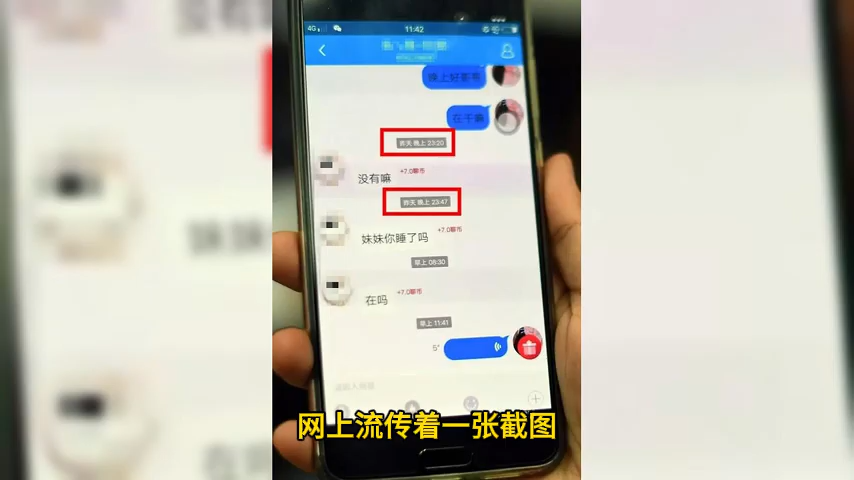 4G
11:42
晚上好哥哥
在干嘛
昨天 晚上 23:20
没有嘛
+7.0聊币
昨天 晚上 23:47
妹妹你睡了吗
+7.0聊币
早上 08:30
在吗
+7.0聊币
早上 11:41
5"
网上流传着一张截图